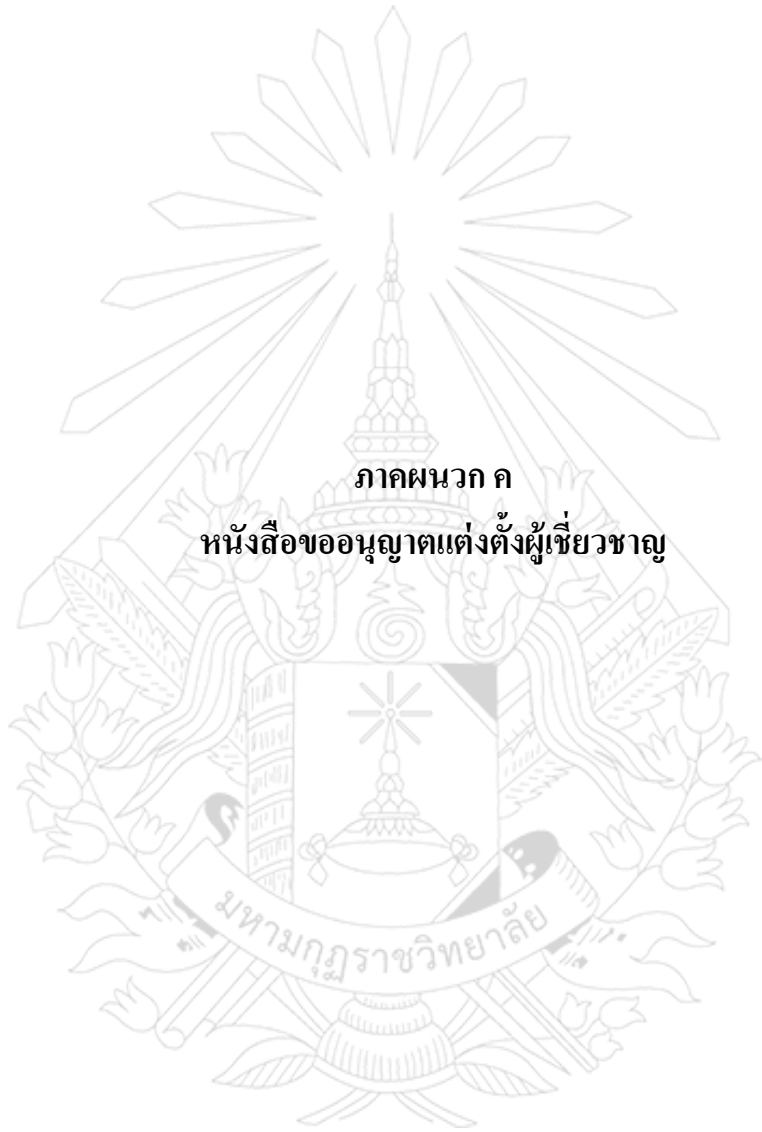 ภาคผนวก ค
หนังสือขออนุญาตแต่งตั้งผู้เชี่ยวชาญ
มหามกุฏราชวิทยาลัย